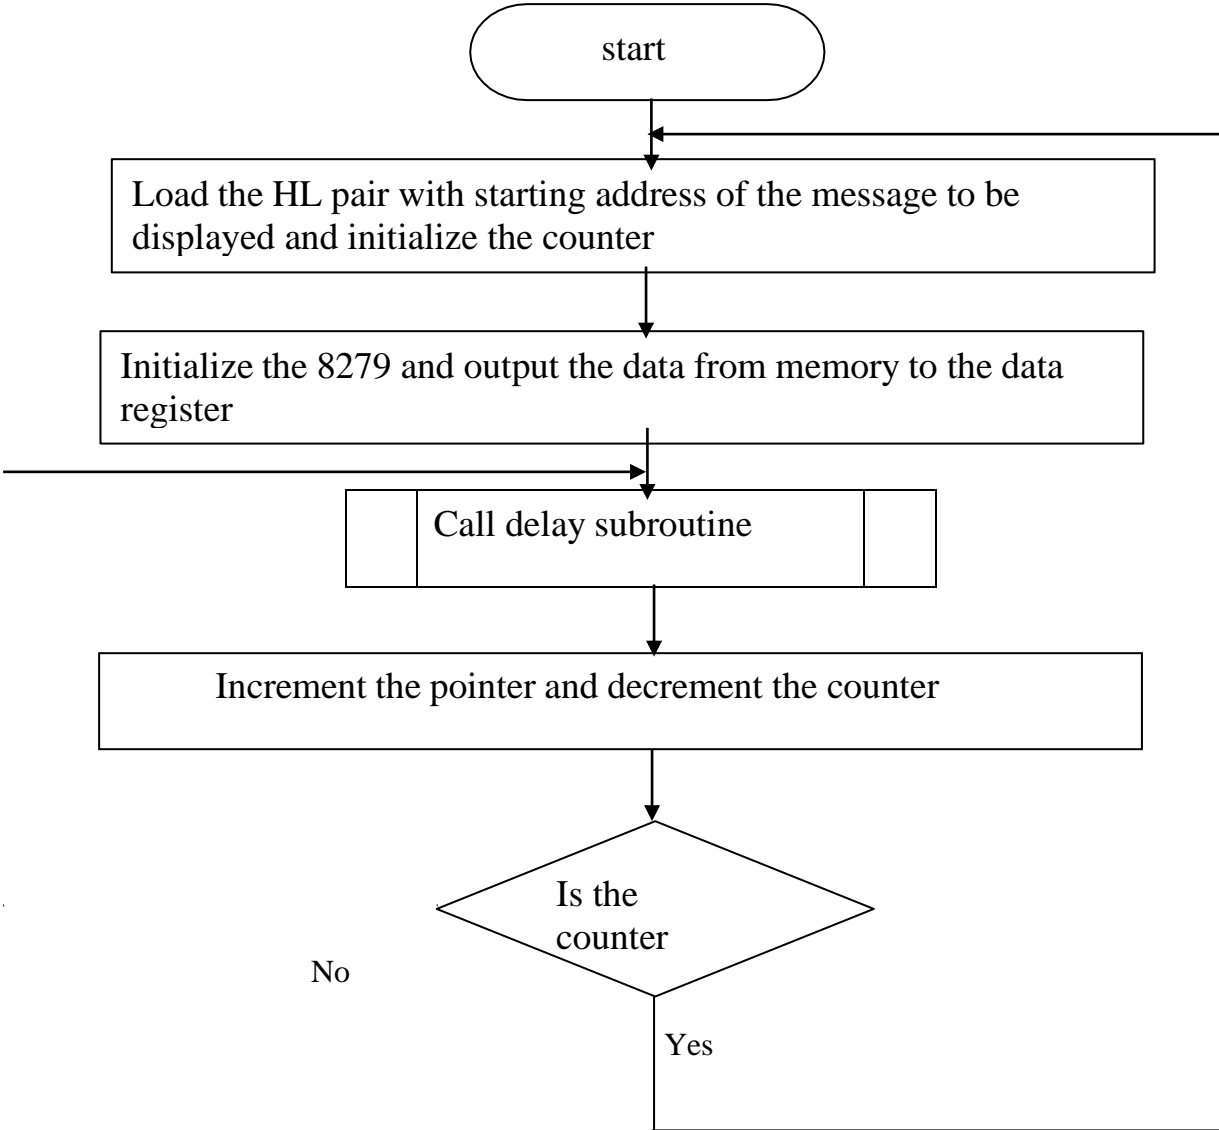 start
Load the HL pair with starting address of the message to be
displayed and initialize the counter
Initialize the 8279 and output the data from memory to the data
register
Call delay subroutine
Increment the pointer and decrement the counter
Is the
counter
No
Yes